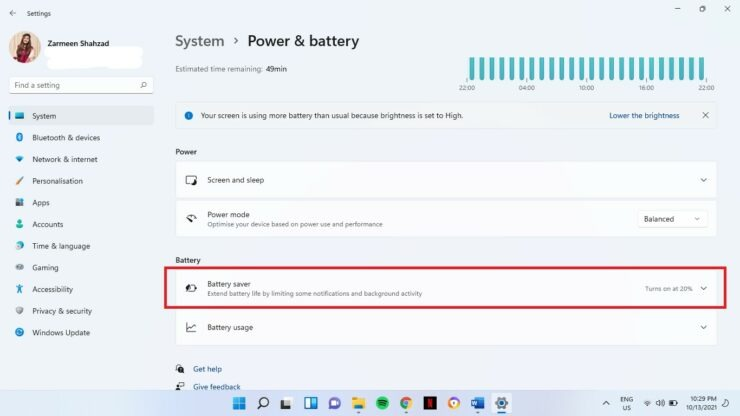 Settings
Zarmeen Shahzad
Find a setting
System
Bluetooth & devices
Network & internet
Personalisation
Apps
Accounts
Time & language
Gaming
Accessibility
Privacy & security
Windows Update
System > Power & battery
Estimated time remaining: 49min
22:00 04:00 10:00 16:00 22:00
Your screen is using more battery than usual because brightness is set to High. Lower the brightness
Power
Screen and sleep
Power mode
Optimise your device based on power use and performance
Balanced
Battery
Battery saver
Extend battery life by limiting some notifications and background activity
Turns on at 20%
Battery usage
Get help
Give feedback
ENG
US
10:29 PM
10/13/2021